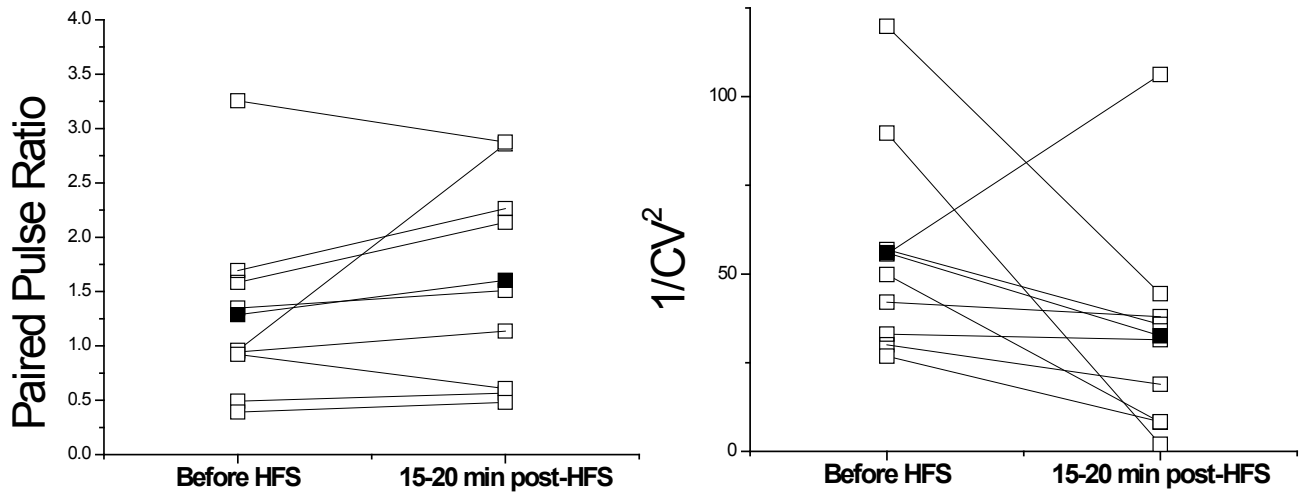 Paired Pulse Ratio
4.0
3.5
3.0
2.5
2.0
1.5
1.0
0.5
0.0
Before HFS
15-20 min post-HFS
1/CV²
100
50
0
Before HFS
15-20 min post-HFS